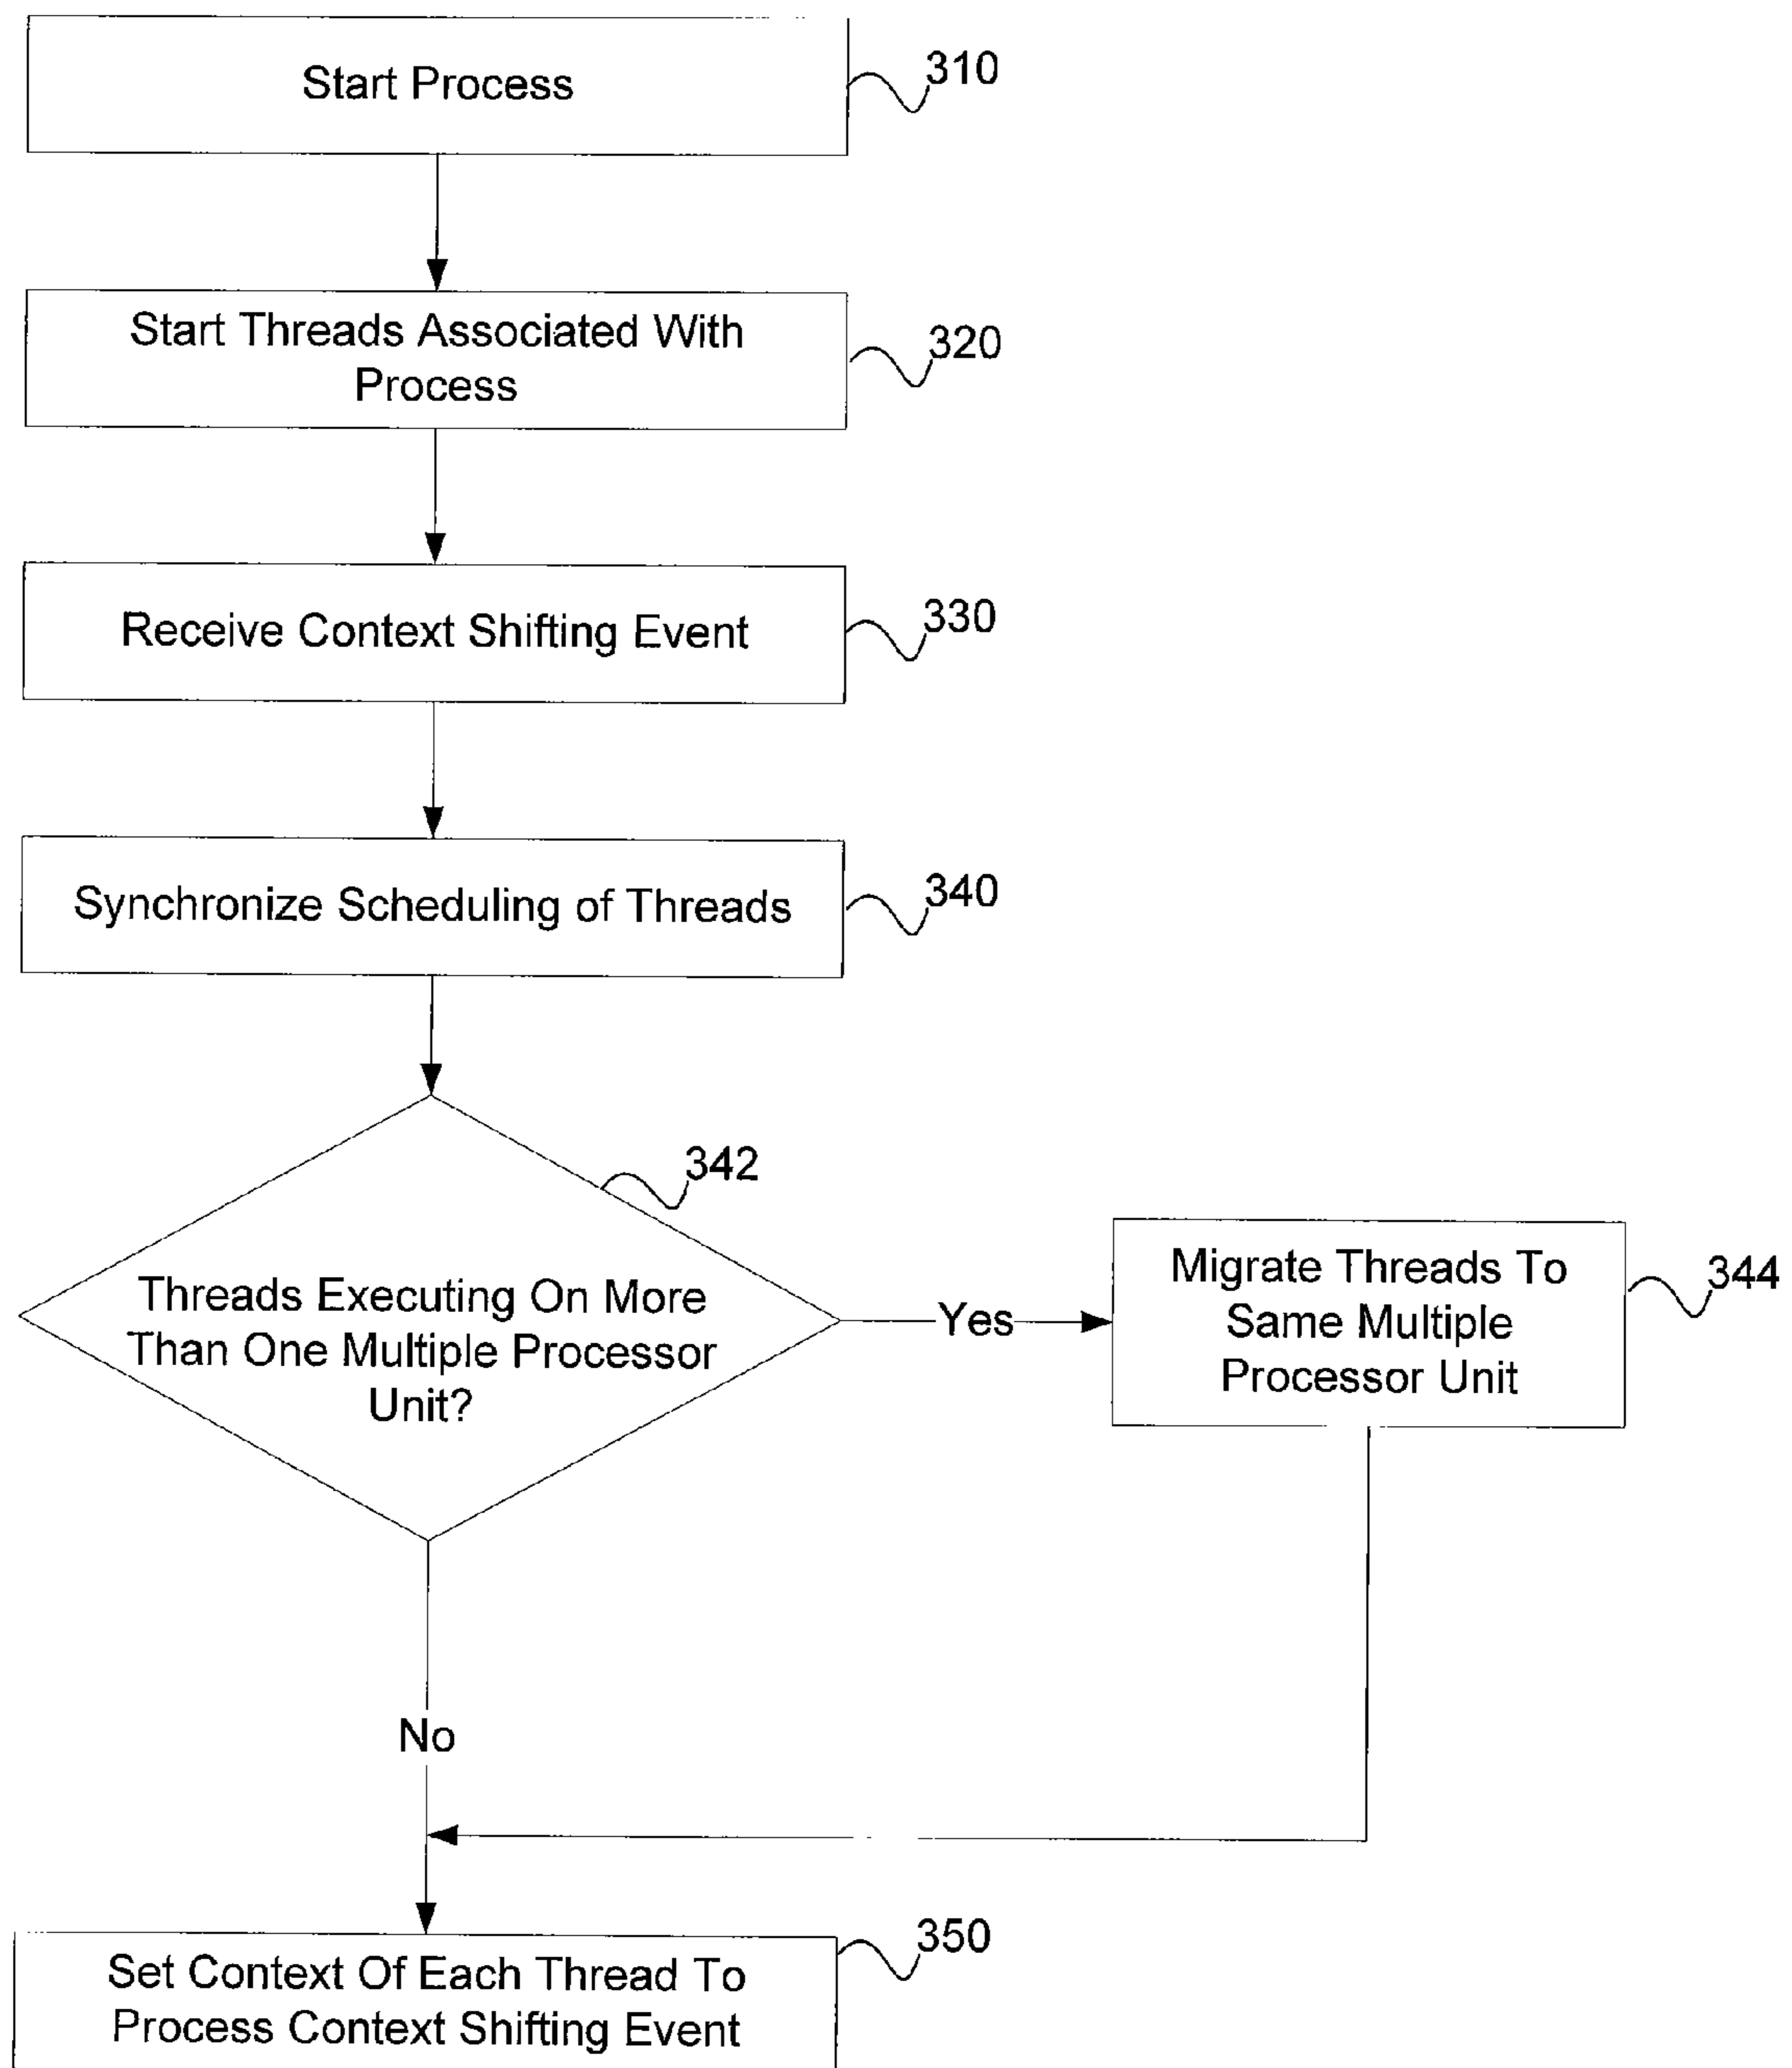 Start Process
310
Start Threads Associated With
Process
320
Receive Context Shifting Event
330
Synchronize Scheduling of Threads
340
342
Threads Executing On More
Than One Multiple Processor
Unit?
Yes
Migrate Threads To
Same Multiple
Processor Unit
344
No
350
Set Context Of Each Thread To
Process Context Shifting Event